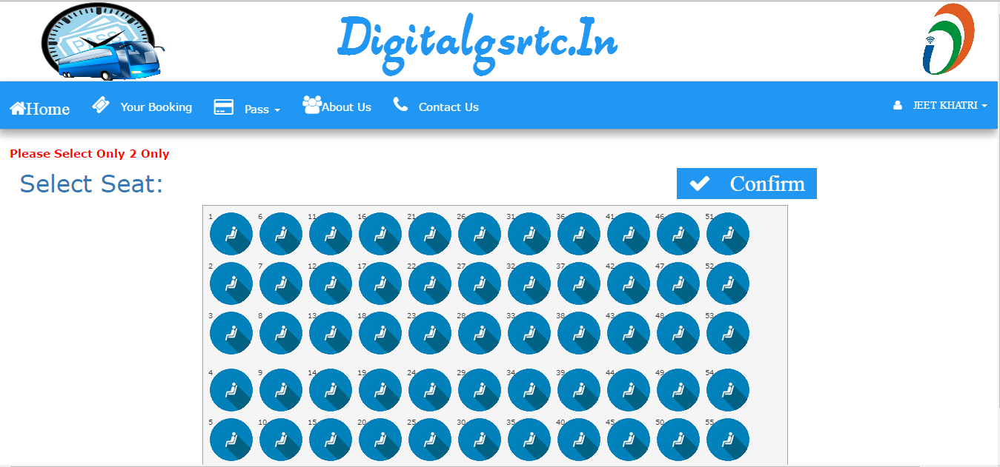 PASS
Digitalgsrtc.In
i
Home Your Booking Pass About Us Contact Us JEET KHATRI
Please Select Only 2 Only
Select Seat: Confirm
1 6 11 16 21 26 31 36 41 46 51
2 7 12 17 22 27 32 37 42 47 52
3 8 13 18 23 28 33 38 43 48 53
4 9 14 19 24 29 34 39 44 49 54
5 10 15 20 25 30 35 40 45 50 55